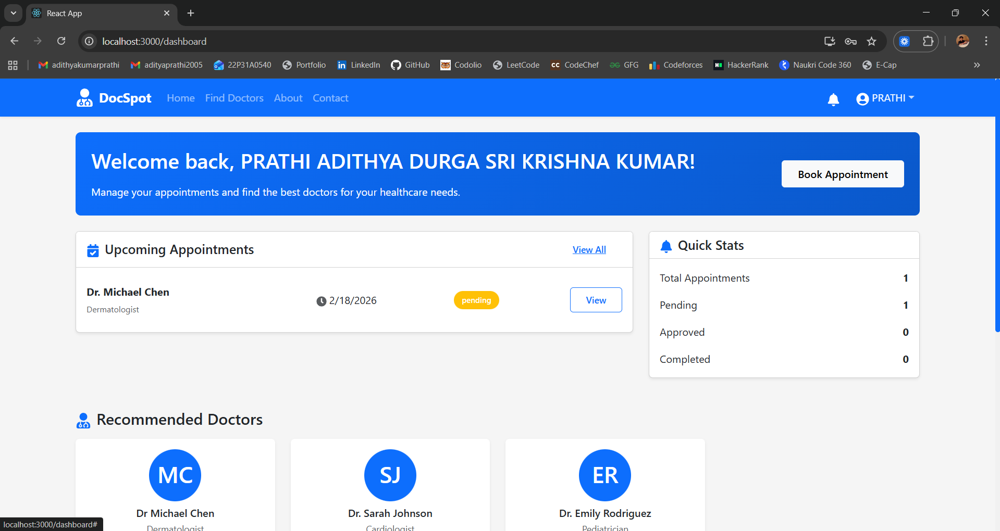 React App
localhost:3000/dashboard
adithyakumarprathi
adityaprathi2005
22P31A0540
Portfolio
LinkedIn
GitHub
Codolio
LeetCode
CC
CodeChef
GFG
Codeforces
HackerRank
Naukri Code 360
E-Cap
DocSpot
Home
Find Doctors
About
Contact
PRATHI
Welcome back, PRATHI ADITHYA DURGA SRI KRISHNA KUMAR!
Manage your appointments and find the best doctors for your healthcare needs.
Book Appointment
Upcoming Appointments
View All
Dr. Michael Chen
Dermatologist
2/18/2026
pending
View
Quick Stats
Total Appointments 1
Pending 1
Approved 0
Completed 0
Recommended Doctors
MC
Dr Michael Chen
Dermatologist
SJ
Dr. Sarah Johnson
Cardiologist
ER
Dr. Emily Rodriguez
Pediatrician
localhost:3000/dashboard#